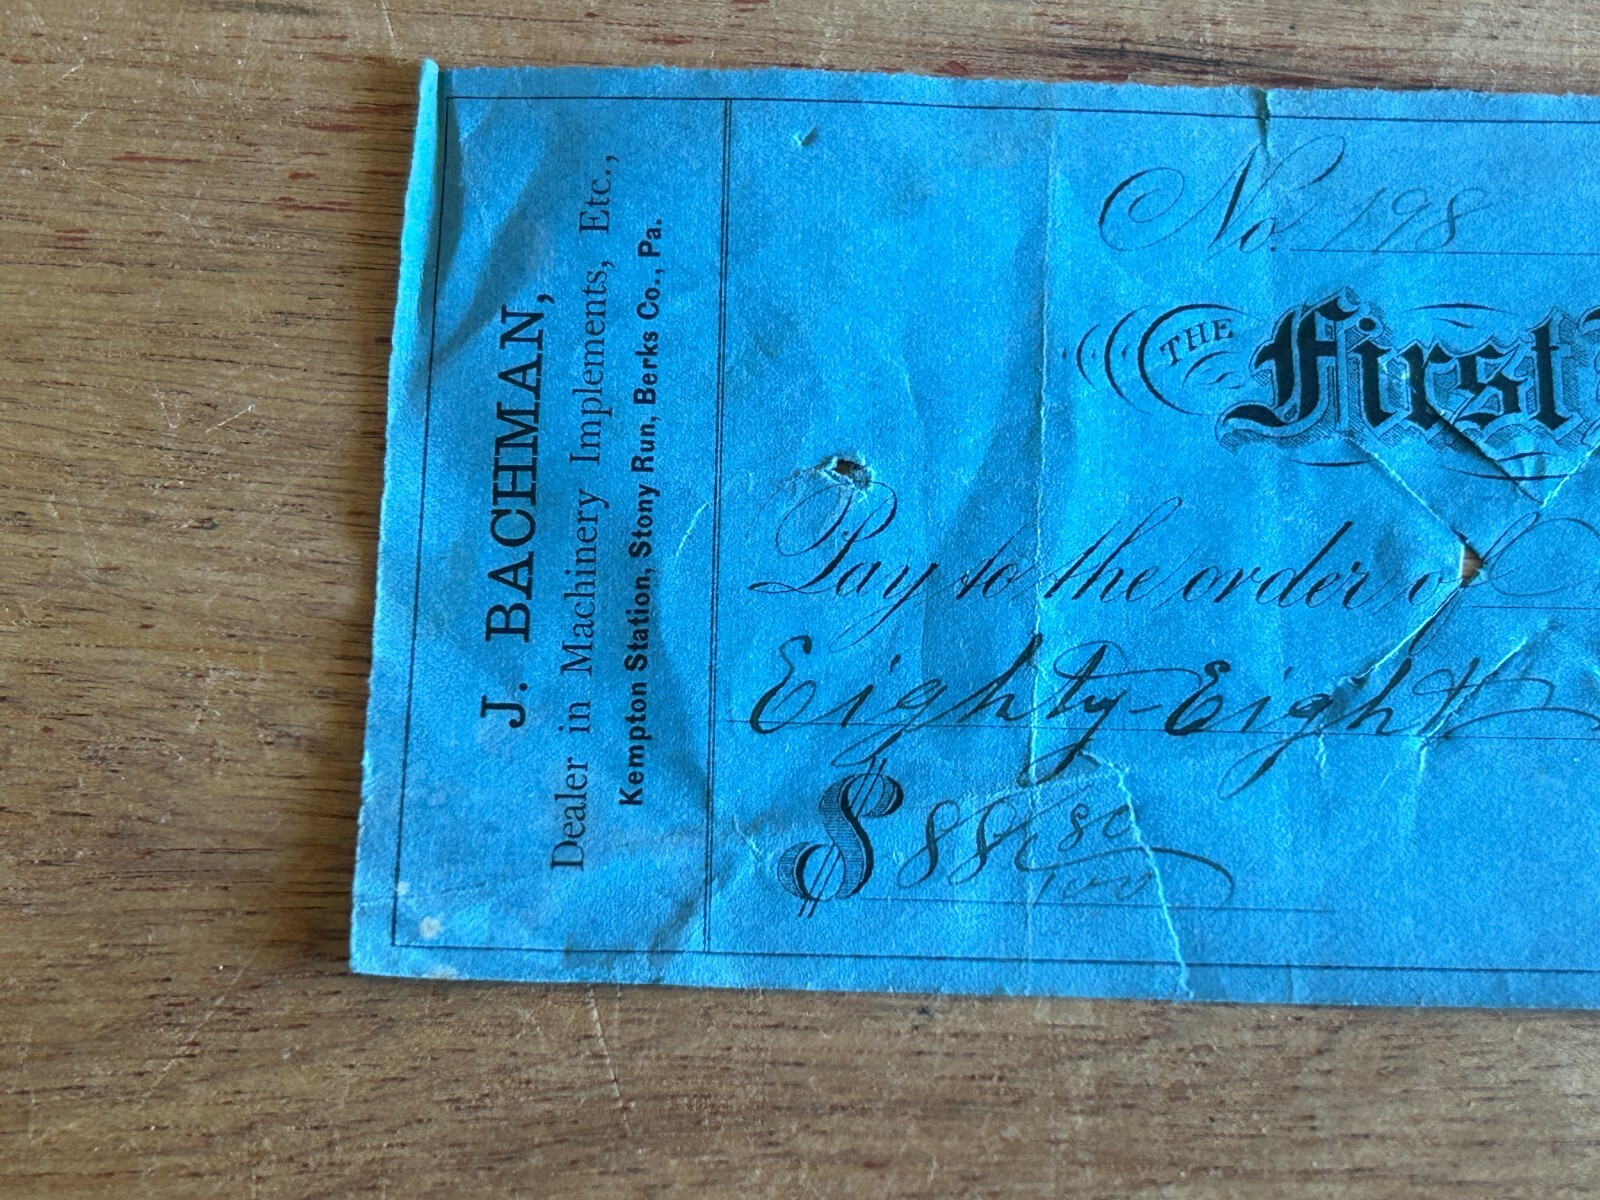 J. BACHMAN,
Dealer in Machinery Implements, Etc.,
Kempton Station, Stony Run, Berks Co., Pa.
No. 198
THE First
Pay to the order of
Eighty-Eight
$ 88 80/100